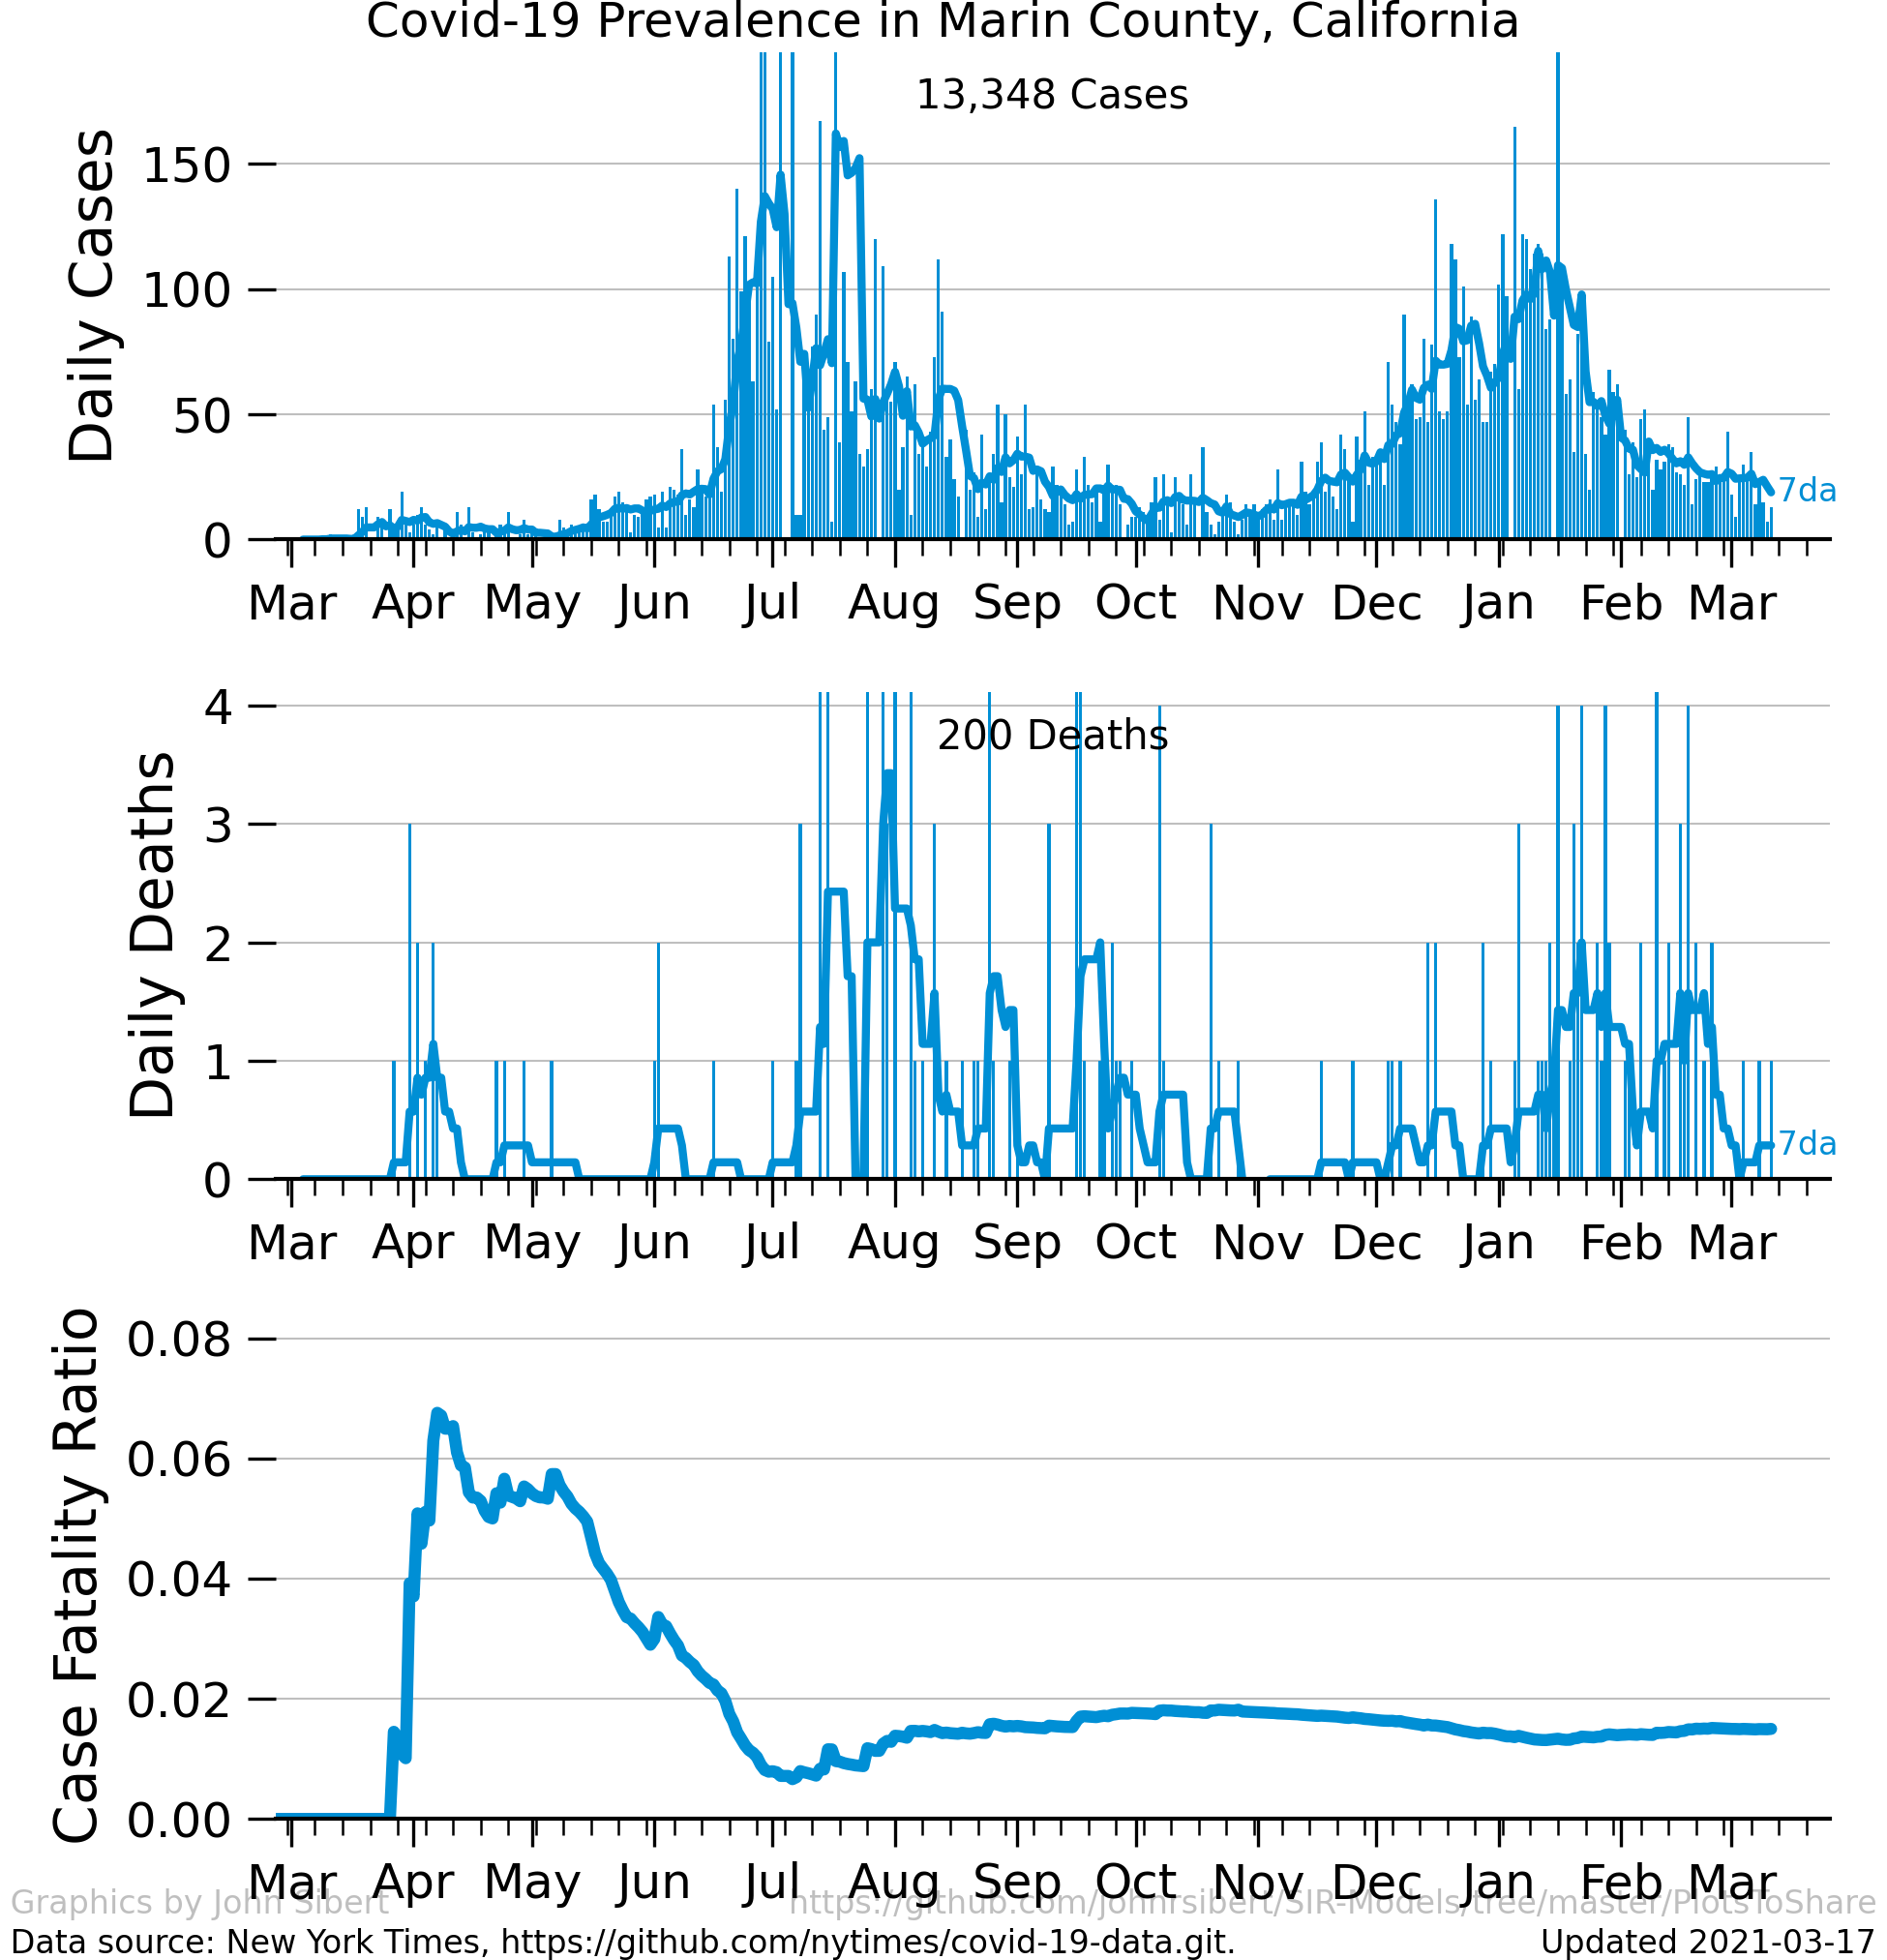 Covid-19 Prevalence in Marin County, California
13,348 Cases
Daily Cases
150
100
50
0
7da
Mar Apr May Jun Jul Aug Sep Oct Nov Dec Jan Feb Mar
200 Deaths
Daily Deaths
4
3
2
1
0
7da
Mar Apr May Jun Jul Aug Sep Oct Nov Dec Jan Feb Mar
Case Fatality Ratio
0.08
0.06
0.04
0.02
0.00
Mar Apr May Jun Jul Aug Sep Oct Nov Dec Jan Feb Mar
Graphics by John Sibert https://github.com/johnrsibert/SIR-Models/tree/master/PlotsToShare
Data source: New York Times, https://github.com/nytimes/covid-19-data.git. Updated 2021-03-17